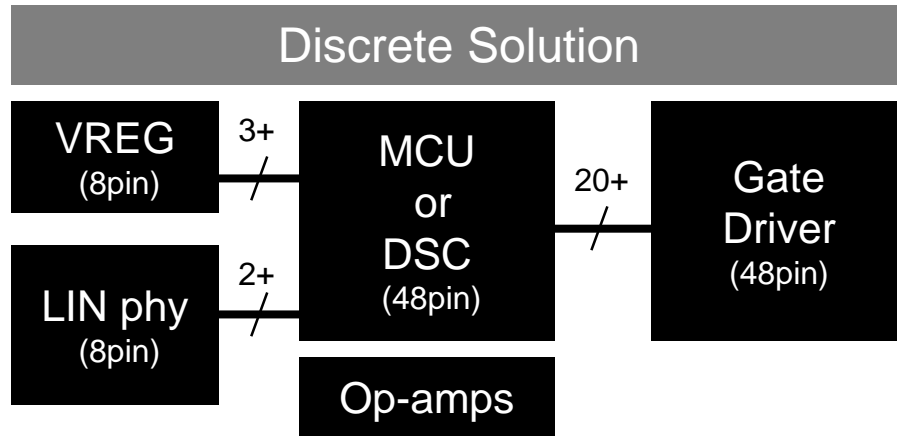 Discrete Solution
VREG
(8pin)
3+
MCU
or
DSC
(48pin)
20+
Gate
Driver
(48pin)
LIN phy
(8pin)
2+
Op-amps